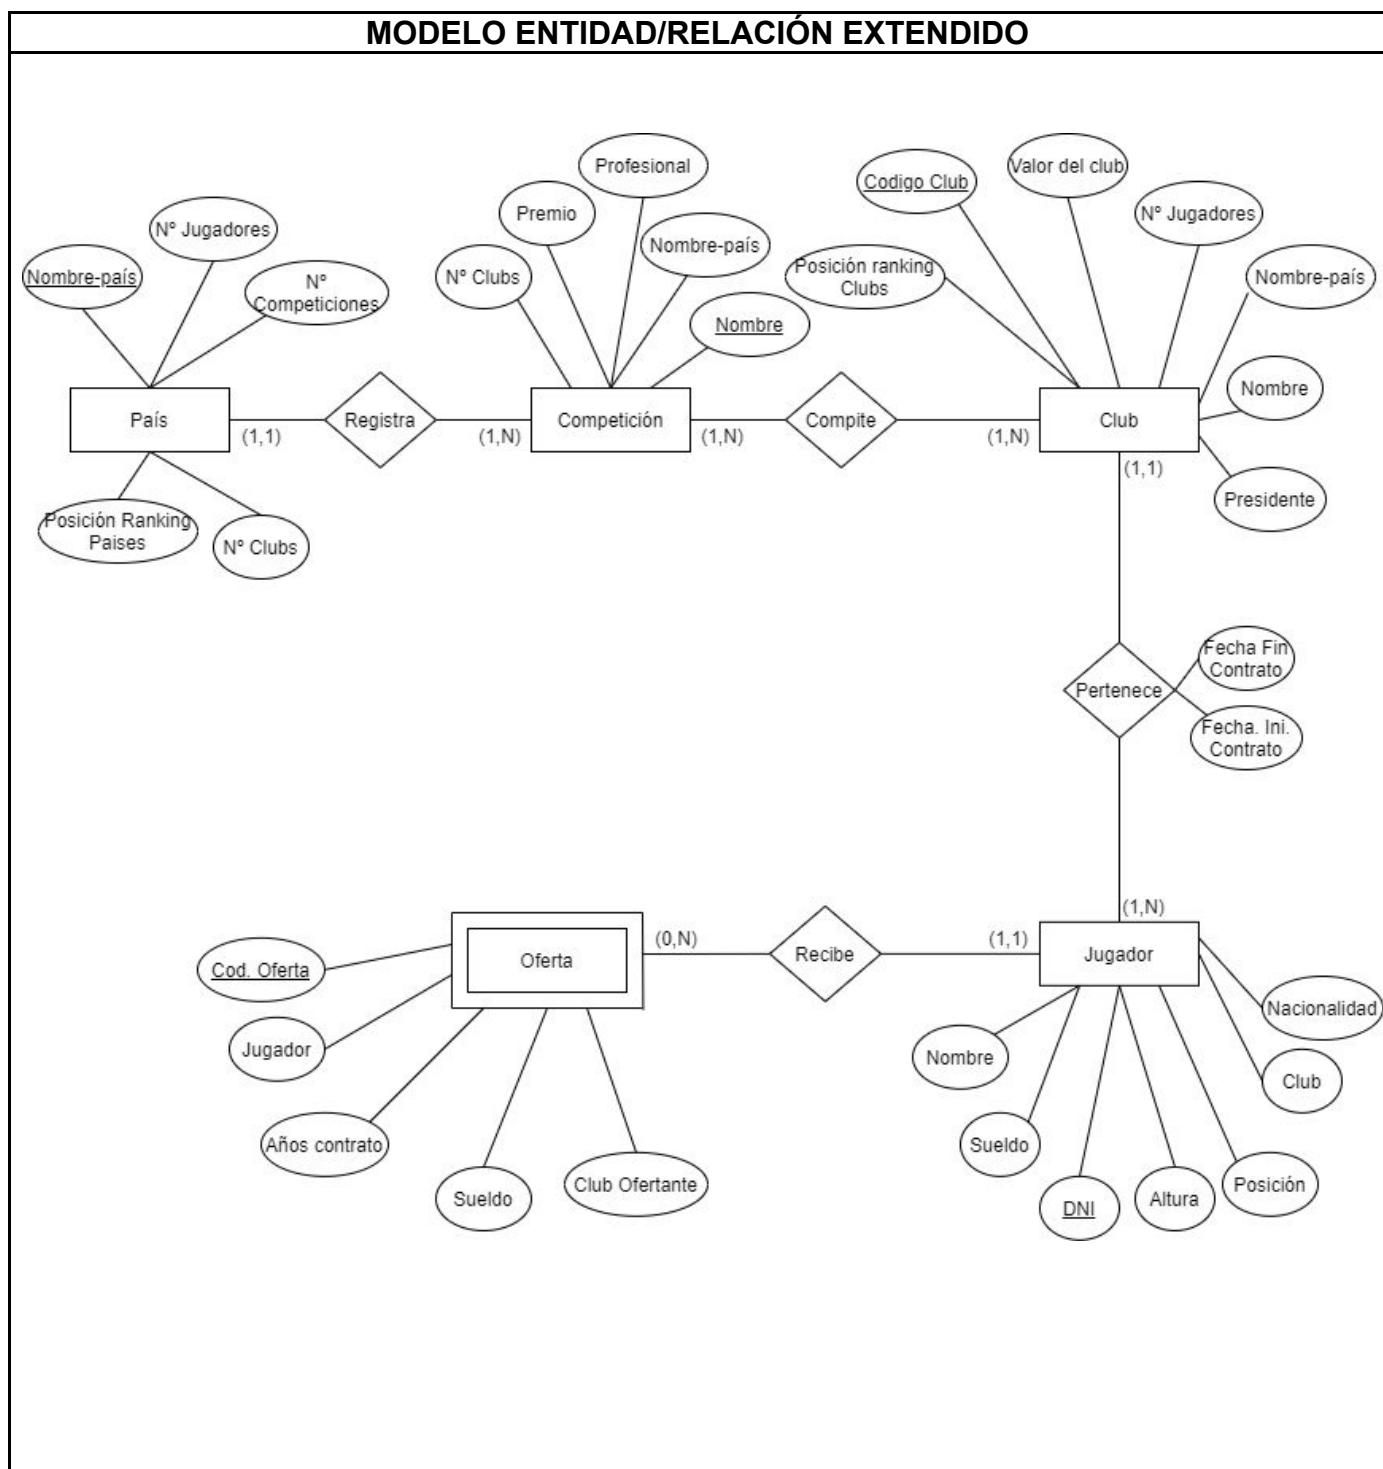 MODELO ENTIDAD/RELACIÓN EXTENDIDO
Profesional
Codigo Club
Valor del club
Premio
Nº Jugadores
Nº Jugadores
Nombre-país
Nº
Competiciones
Nº Clubs
Nombre-país
Posición ranking
Clubs
Nombre-país
Nombre
Nombre
País
(1,1)
Registra
(1,N)
Competición
(1,N)
Compite
(1,N)
Club
(1,1)
Presidente
Posición Ranking
Paises
Nº Clubs
Fecha Fin
Contrato
Pertenece
Fecha. Ini.
Contrato
(1,N)
Oferta
(0,N)
Recibe
(1,1)
Jugador
Cod. Oferta
Jugador
Años contrato
Sueldo
Club Ofertante
Nombre
Sueldo
DNI
Altura
Posición
Club
Nacionalidad